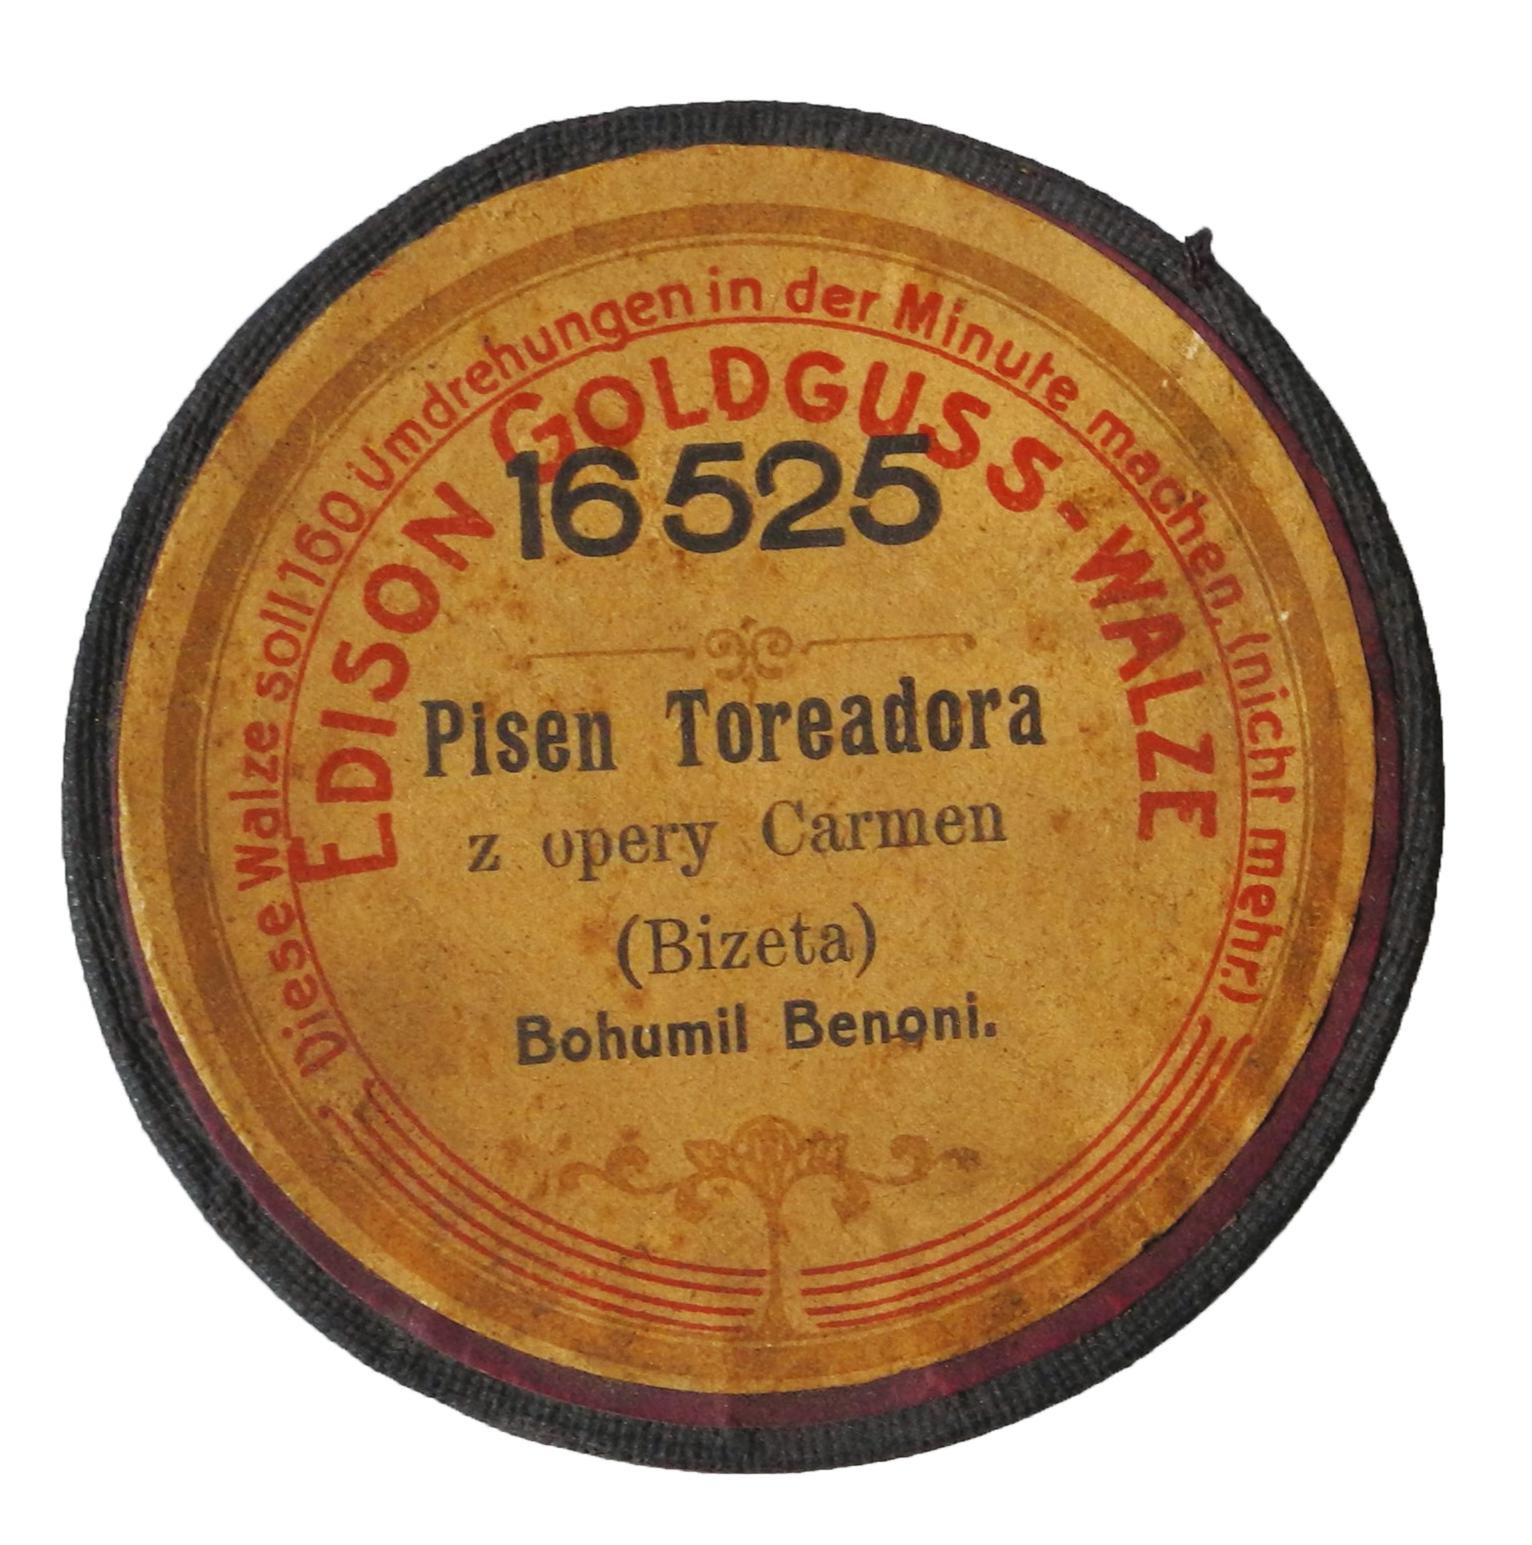 Diese Walze soll 160 Umdrehungen in der Minute machen. (nicht mehr.)
EDISON GOLDGUSS-WALZE
16525
Pisen Toreadora
z opery Carmen
(Bizeta)
Bohumil Benoni.